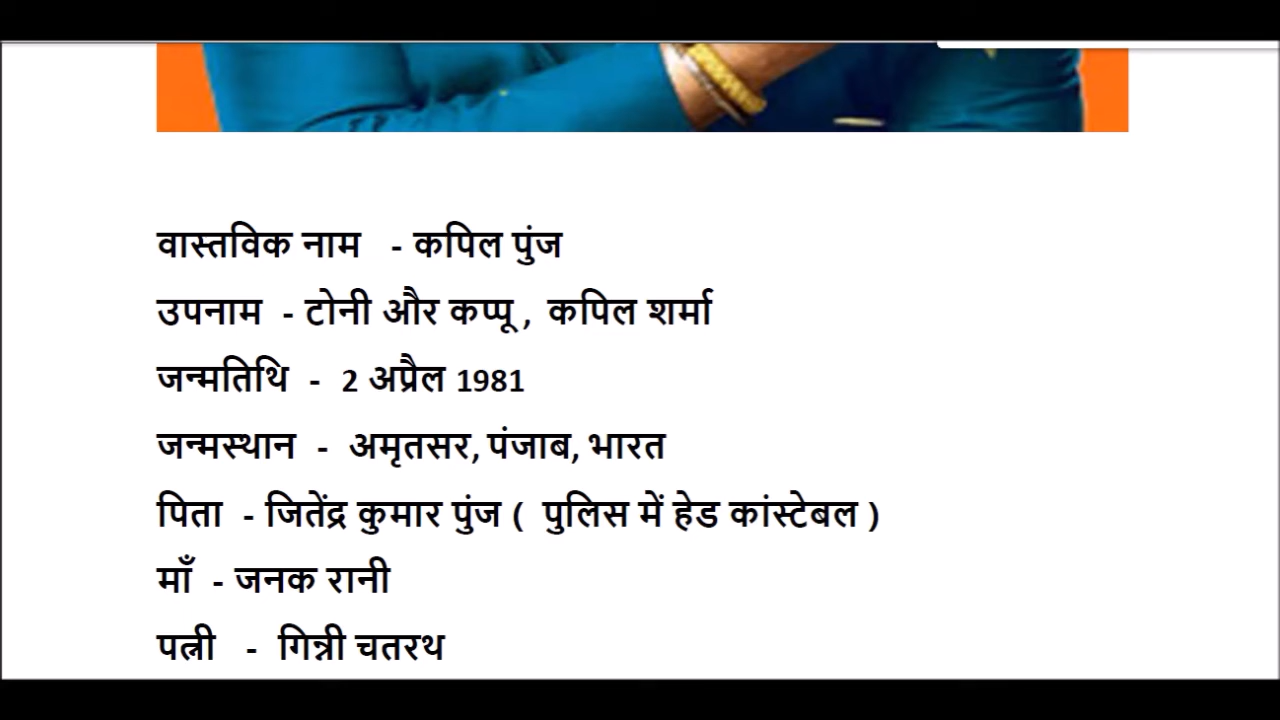 वास्तविक नाम - कपिल पुंज
उपनाम - टोनी और कप्पू , कपिल शर्मा
जन्मतिथि - 2 अप्रैल 1981
जन्मस्थान - अमृतसर, पंजाब, भारत
पिता - जितेंद्र कुमार पुंज ( पुलिस में हेड कांस्टेबल )
माँ - जनक रानी
पत्नी - गिन्नी चतरथ